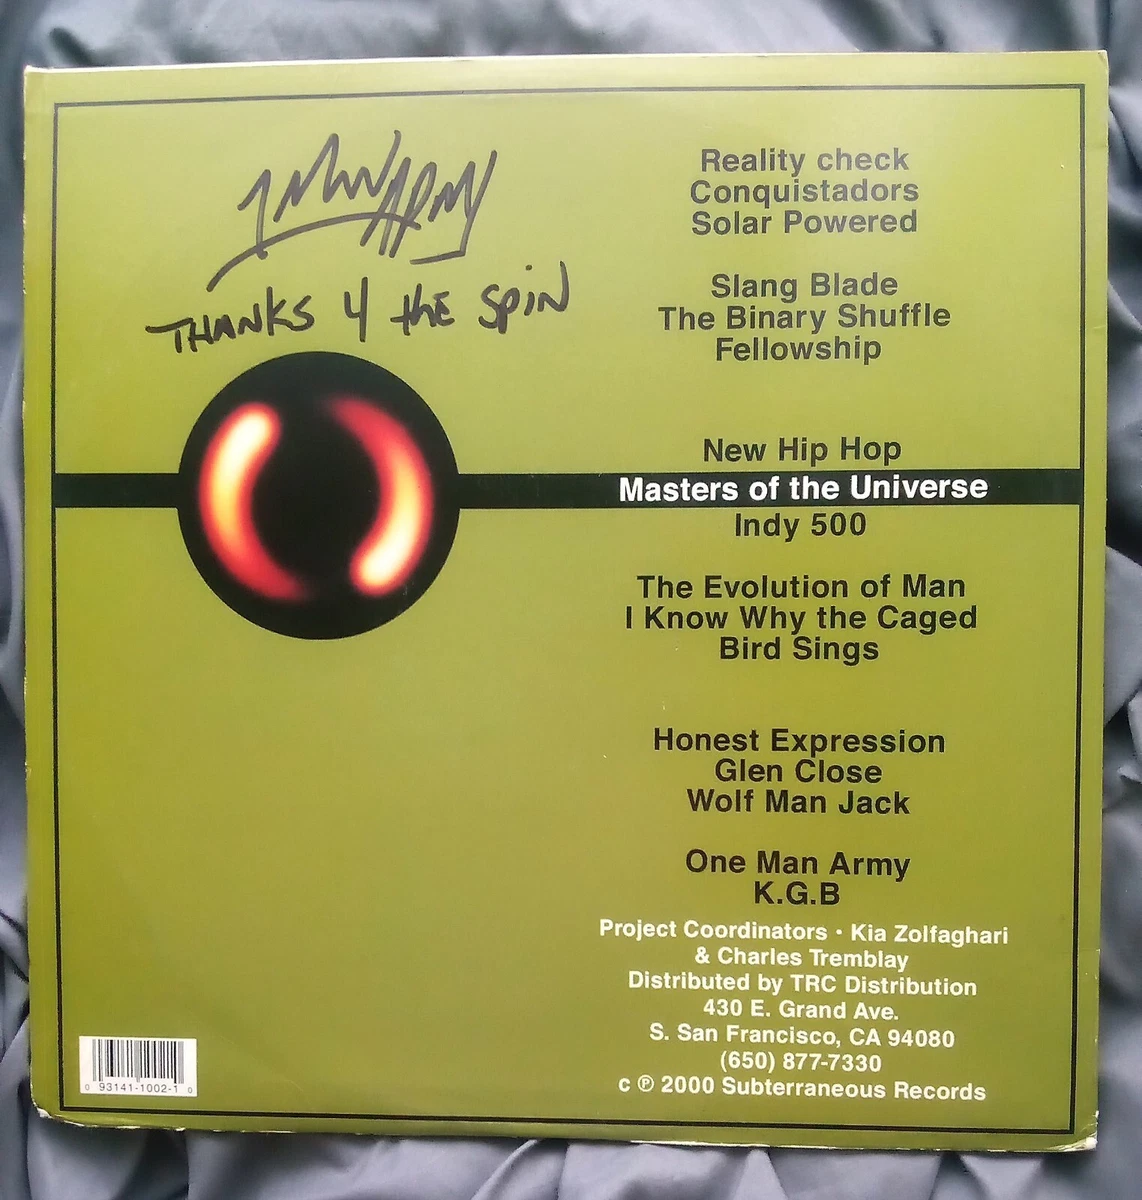 1MAN ARMY
THANKS 4 the SPIN
Reality check
Conquistadors
Solar Powered
Slang Blade
The Binary Shuffle
Fellowship
New Hip Hop
Masters of the Universe
Indy 500
The Evolution of Man
I Know Why the Caged
Bird Sings
Honest Expression
Glen Close
Wolf Man Jack
One Man Army
K.G.B
Project Coordinators · Kia Zolfaghari
& Charles Tremblay
Distributed by TRC Distribution
430 E. Grand Ave.
S. San Francisco, CA 94080
(650) 877-7330
c ℗ 2000 Subterraneous Records
0 93141-1002-1 0